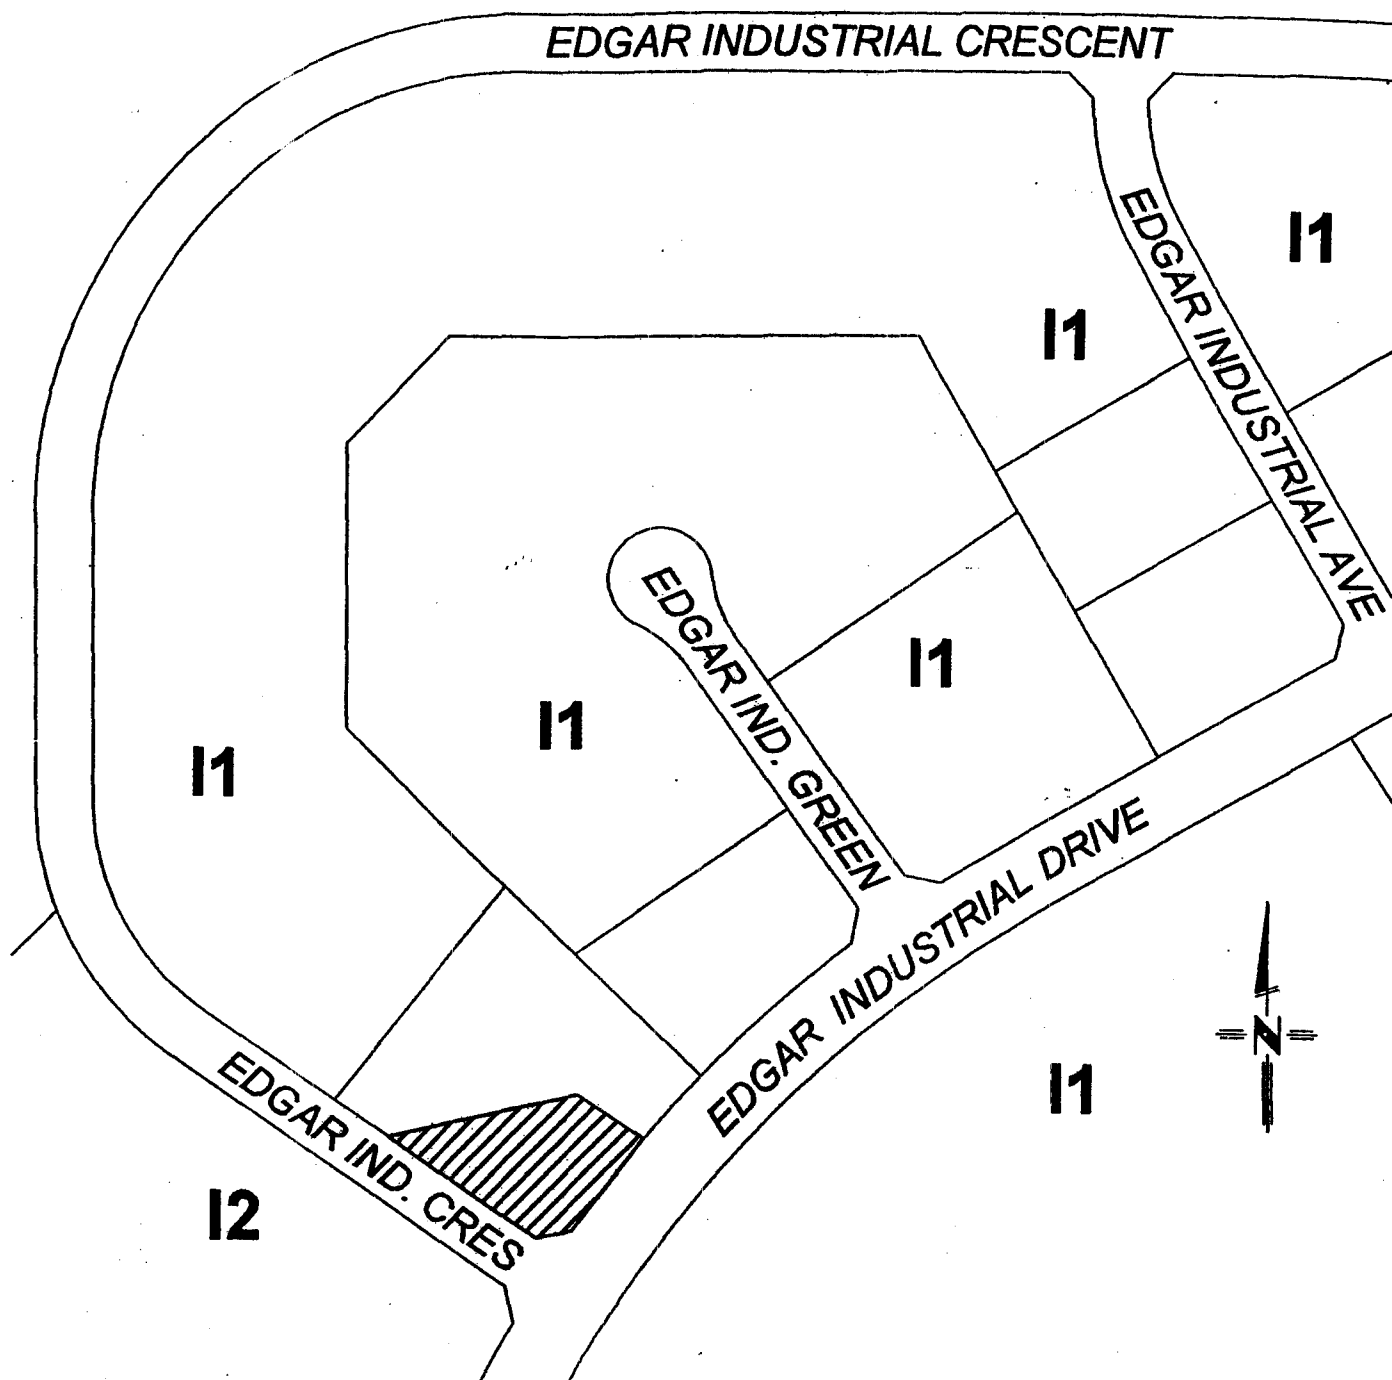 EDGAR INDUSTRIAL CRESCENT
EDGAR INDUSTRIAL AVE
I1
I1
EDGAR IND. GREEN
I1
I1
I1
EDGAR INDUSTRIAL DRIVE
N
I1
EDGAR IND. CRES
I2